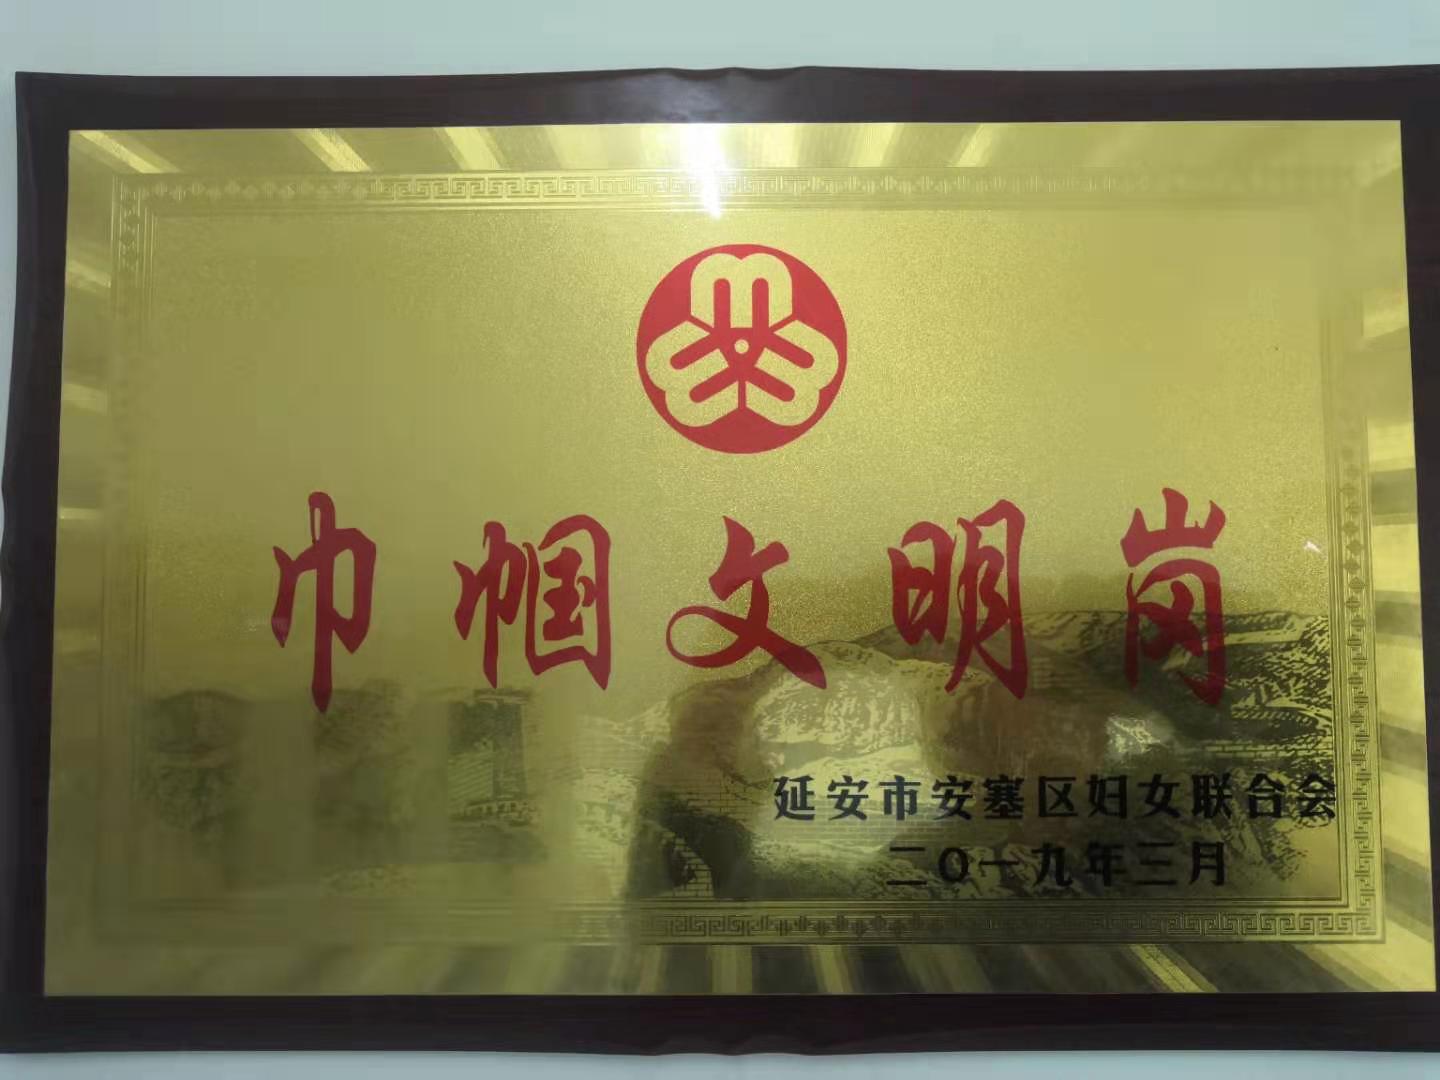 巾帼文明岗
延安市安塞区妇女联合会
二〇一九年三月